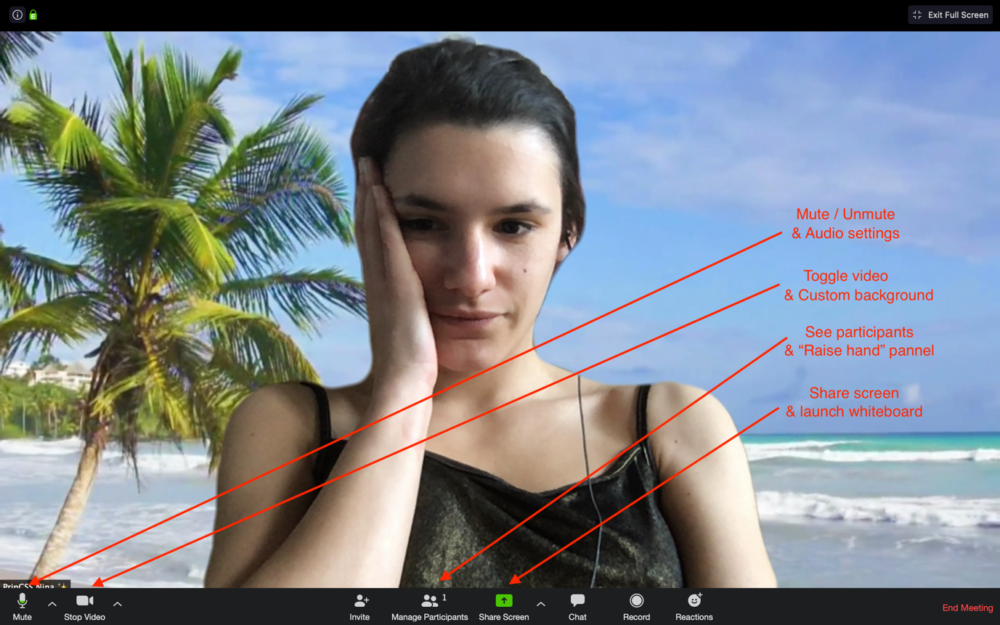 E
Exit Full Screen
Mute / Unmute
& Audio settings
Toggle video
& Custom background
See participants
& “Raise hand” pannel
Share screen
& launch whiteboard
PrinCSS Nina ✨
1
Mute
Stop Video
Invite
Manage Participants
Share Screen
Chat
Record
Reactions
End Meeting